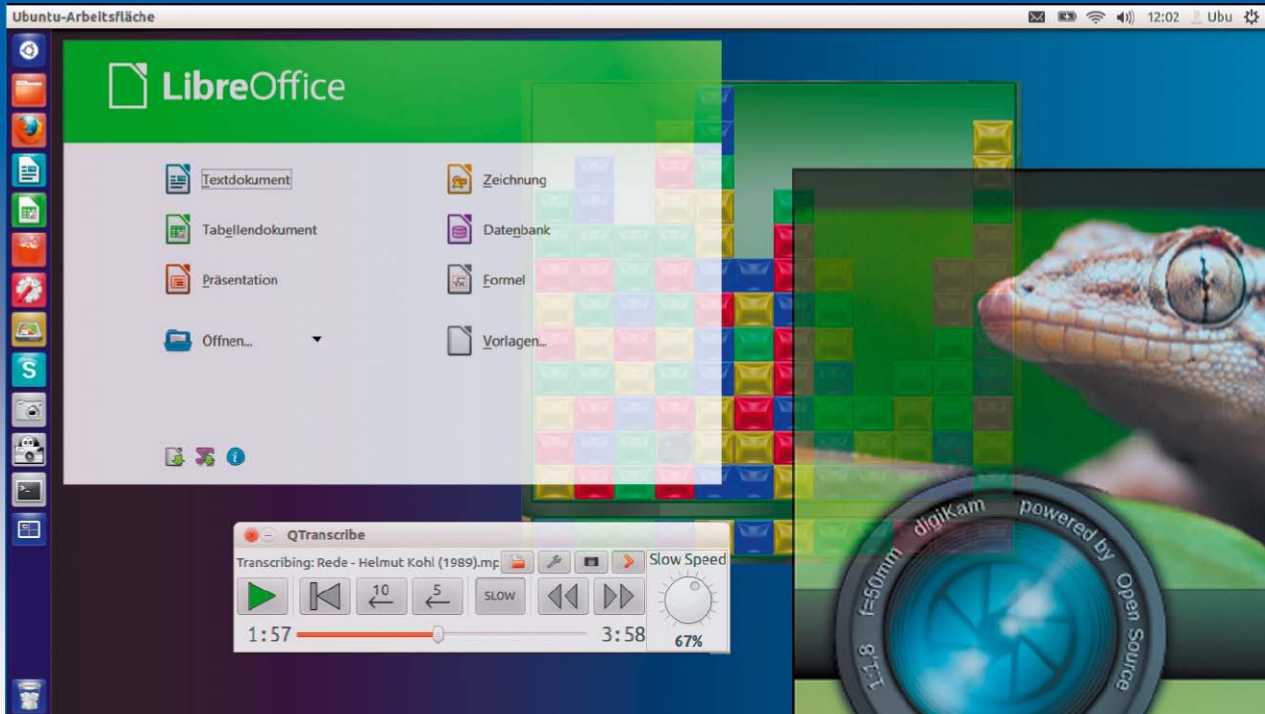 Ubuntu-Arbeitsfläche
12:02
Ubu
LibreOffice
Textdokument
Zeichnung
Tabellendokument
Datenbank
Präsentation
Formel
Öffnen...
Vorlagen...
QTranscribe
Transcribing: Rede - Helmut Kohl (1989).mp
Slow Speed
10
5
SLOW
1:57
3:58
67%
1:1,8 f=50mm digiKam powered by Open Source